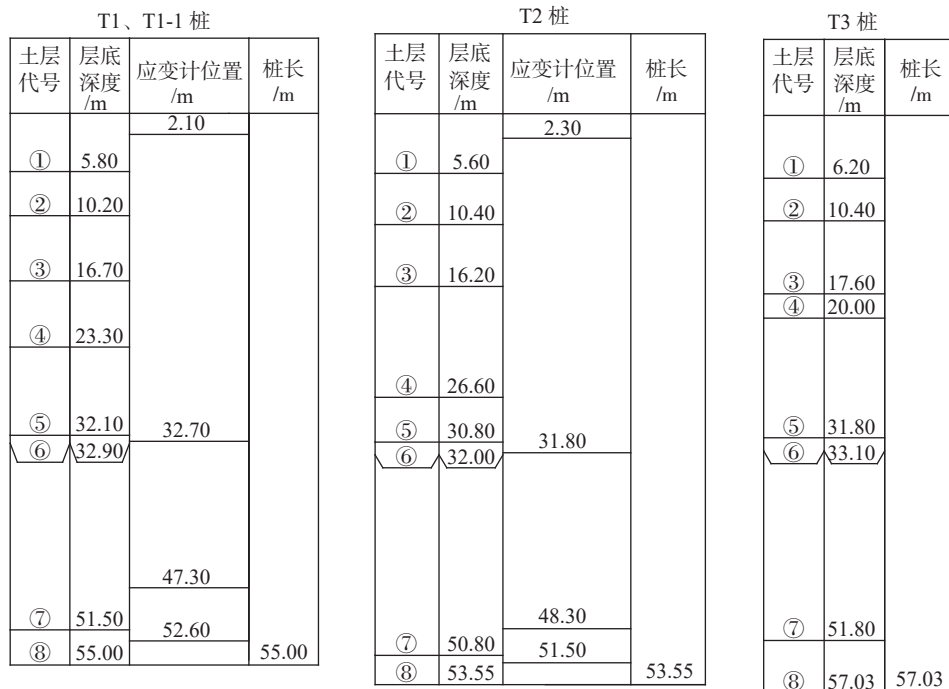 T1、T1-1 桩
土层代号 层底深度/m 应变计位置/m 桩长/m
2.10
① 5.80
② 10.20
③ 16.70
④ 23.30
⑤ 32.10 32.70
⑥ 32.90
47.30
⑦ 51.50 52.60
⑧ 55.00 55.00
T2 桩
土层代号 层底深度/m 应变计位置/m 桩长/m
2.30
① 5.60
② 10.40
③ 16.20
④ 26.60
⑤ 30.80 31.80
⑥ 32.00
48.30
⑦ 50.80 51.50
⑧ 53.55 53.55
T3 桩
土层代号 层底深度/m 桩长/m
① 6.20
② 10.40
③ 17.60
④ 20.00
⑤ 31.80
⑥ 33.10
⑦ 51.80
⑧ 57.03 57.03